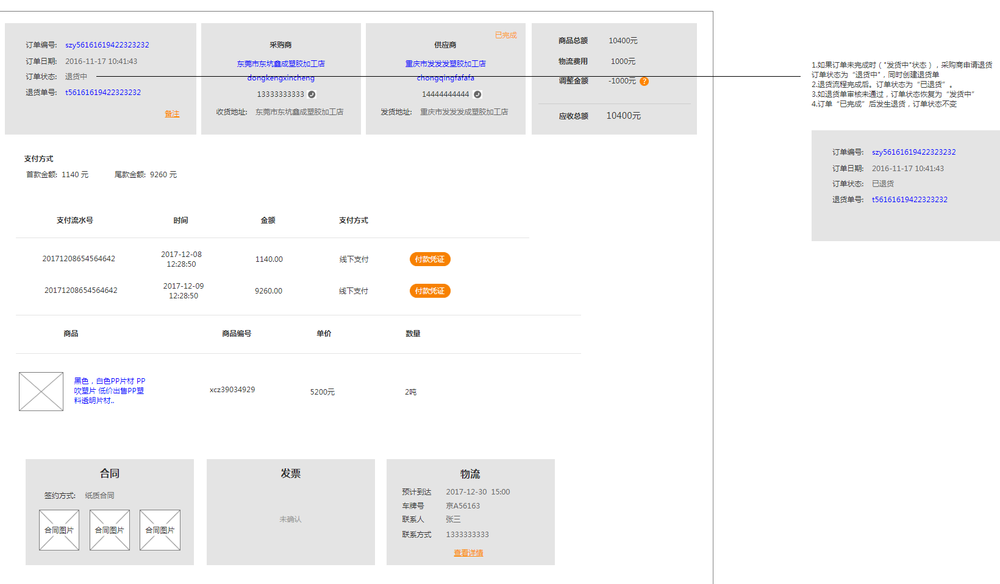 订单编号: szy56161619422323232
订单日期: 2016-11-17 10:41:43
订单状态: 退货中
退货单号: t56161619422323232
备注
采购商
东莞市东坑鑫成塑胶加工店
dongkengxincheng
13333333333
收货地址: 东莞市东坑鑫成塑胶加工店
已完成
供应商
重庆市发发发塑胶加工店
chongqingfafafa
14444444444
发货地址: 重庆市发发发成塑胶加工店
商品总额 10400元
物流费用 1000元
调整金额 -1000元 ?
应收总额 10400元
1.如果订单未完成时（"发货中"状态），采购商申请退货
订单状态为“退货中"，同时创建退货单
2.退货流程完成后。订单状态为“已退货”。
3.如退货单审核未通过，订单状态恢复为“发货中”
4.订单“已完成”后发生退货，订单状态不变
订单编号: szy56161619422323232
订单日期: 2016-11-17 10:41:43
订单状态: 已退货
退货单号: t56161619422323232
支付方式
首款金额: 1140 元 尾款金额: 9260 元
支付流水号 时间 金额 支付方式
20171208654564642 2017-12-08 12:28:50 1140.00 线下支付 付款凭证
20171208654564642 2017-12-09 12:28:50 9260.00 线下支付 付款凭证
商品 商品编号 单价 数量
黑色，白色PP片材 PP
吹塑片 低价出售PP塑
料透明片材..
xcz39034929 5200元 2吨
合同
签约方式: 纸质合同
合同图片 合同图片 合同图片
发票
未确认
物流
预计到达 2017-12-30 15:00
车牌号 京A56163
联系人 张三
联系方式 1333333333
查看详情